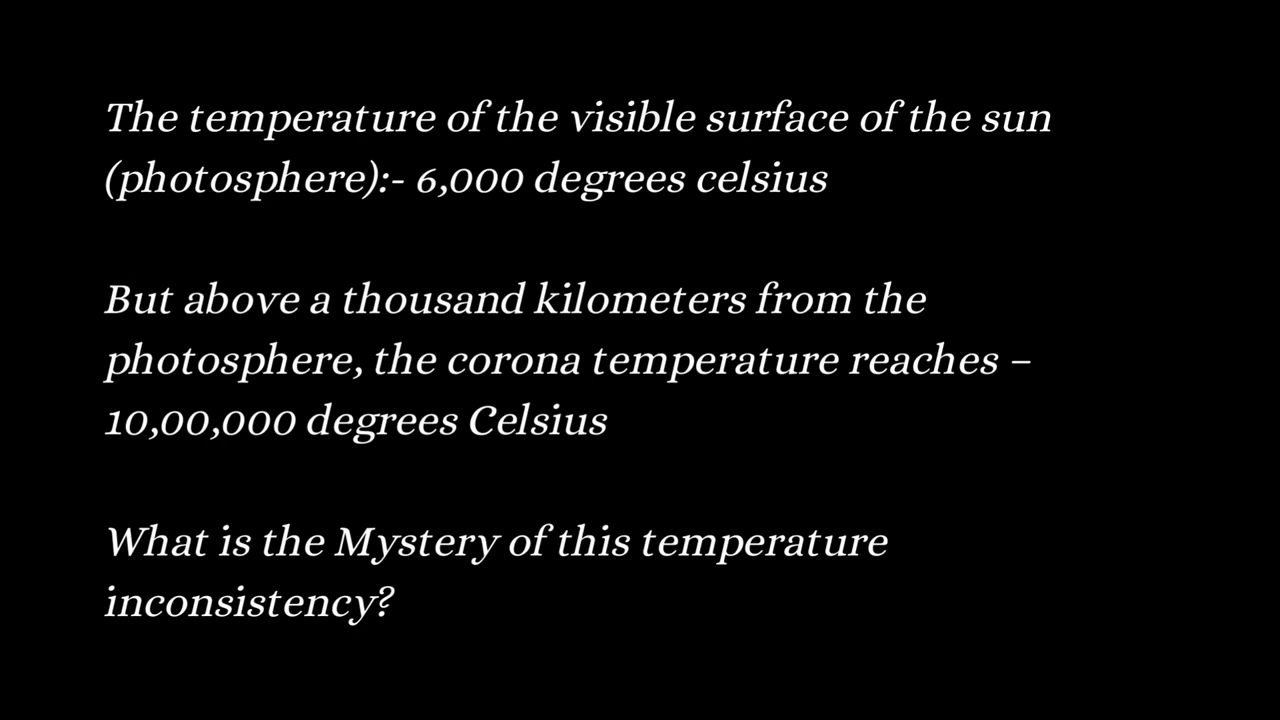 The temperature of the visible surface of the sun
(photosphere):- 6,000 degrees celsius
But above a thousand kilometers from the
photosphere, the corona temperature reaches –
10,00,000 degrees Celsius
What is the Mystery of this temperature
inconsistency?